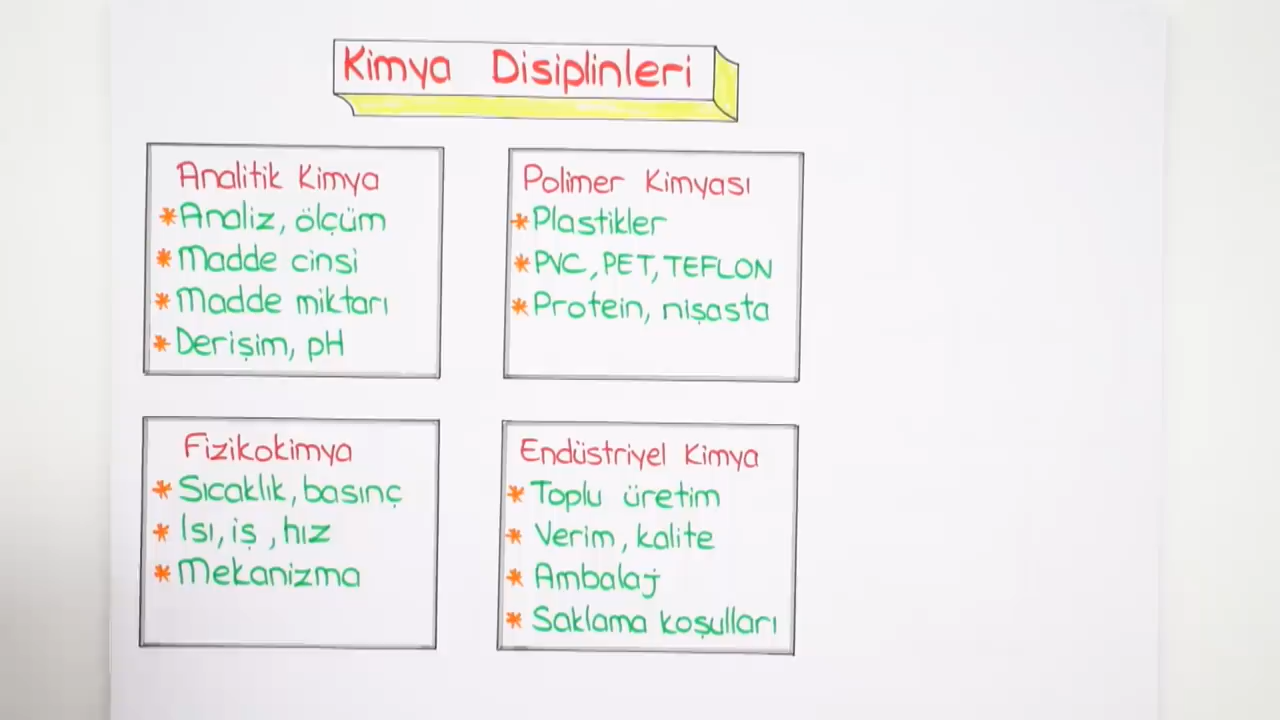 Kimya Disiplinleri
Analitik Kimya
* Analiz, ölçüm
* Madde cinsi
* Madde miktarı
* Derişim, pH
Polimer Kimyası
* Plastikler
* PVC, PET, TEFLON
* Protein, nişasta
Fizikokimya
* Sıcaklık, basınç
* Isı, iş, hız
* Mekanizma
Endüstriyel Kimya
* Toplu üretim
* Verim, kalite
* Ambalaj
* Saklama koşulları